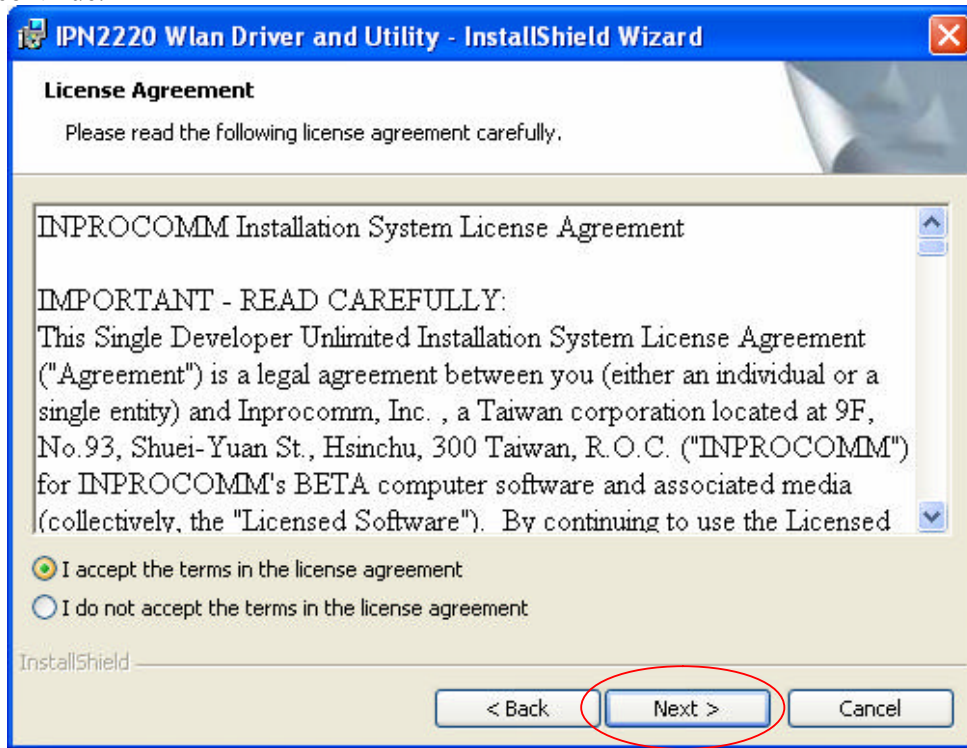 IPN2220 Wlan Driver and Utility - InstallShield Wizard
License Agreement
Please read the following license agreement carefully.
INPROCOMM Installation System License Agreement
IMPORTANT - READ CAREFULLY:
This Single Developer Unlimited Installation System License Agreement
("Agreement") is a legal agreement between you (either an individual or a
single entity) and Inprocomm, Inc. , a Taiwan corporation located at 9F,
No.93, Shuei-Yuan St., Hsinchu, 300 Taiwan, R.O.C. ("INPROCOMM")
for INPROCOMM's BETA computer software and associated media
(collectively, the "Licensed Software"). By continuing to use the Licensed
I accept the terms in the license agreement
I do not accept the terms in the license agreement
InstallShield
< Back
Next >
Cancel